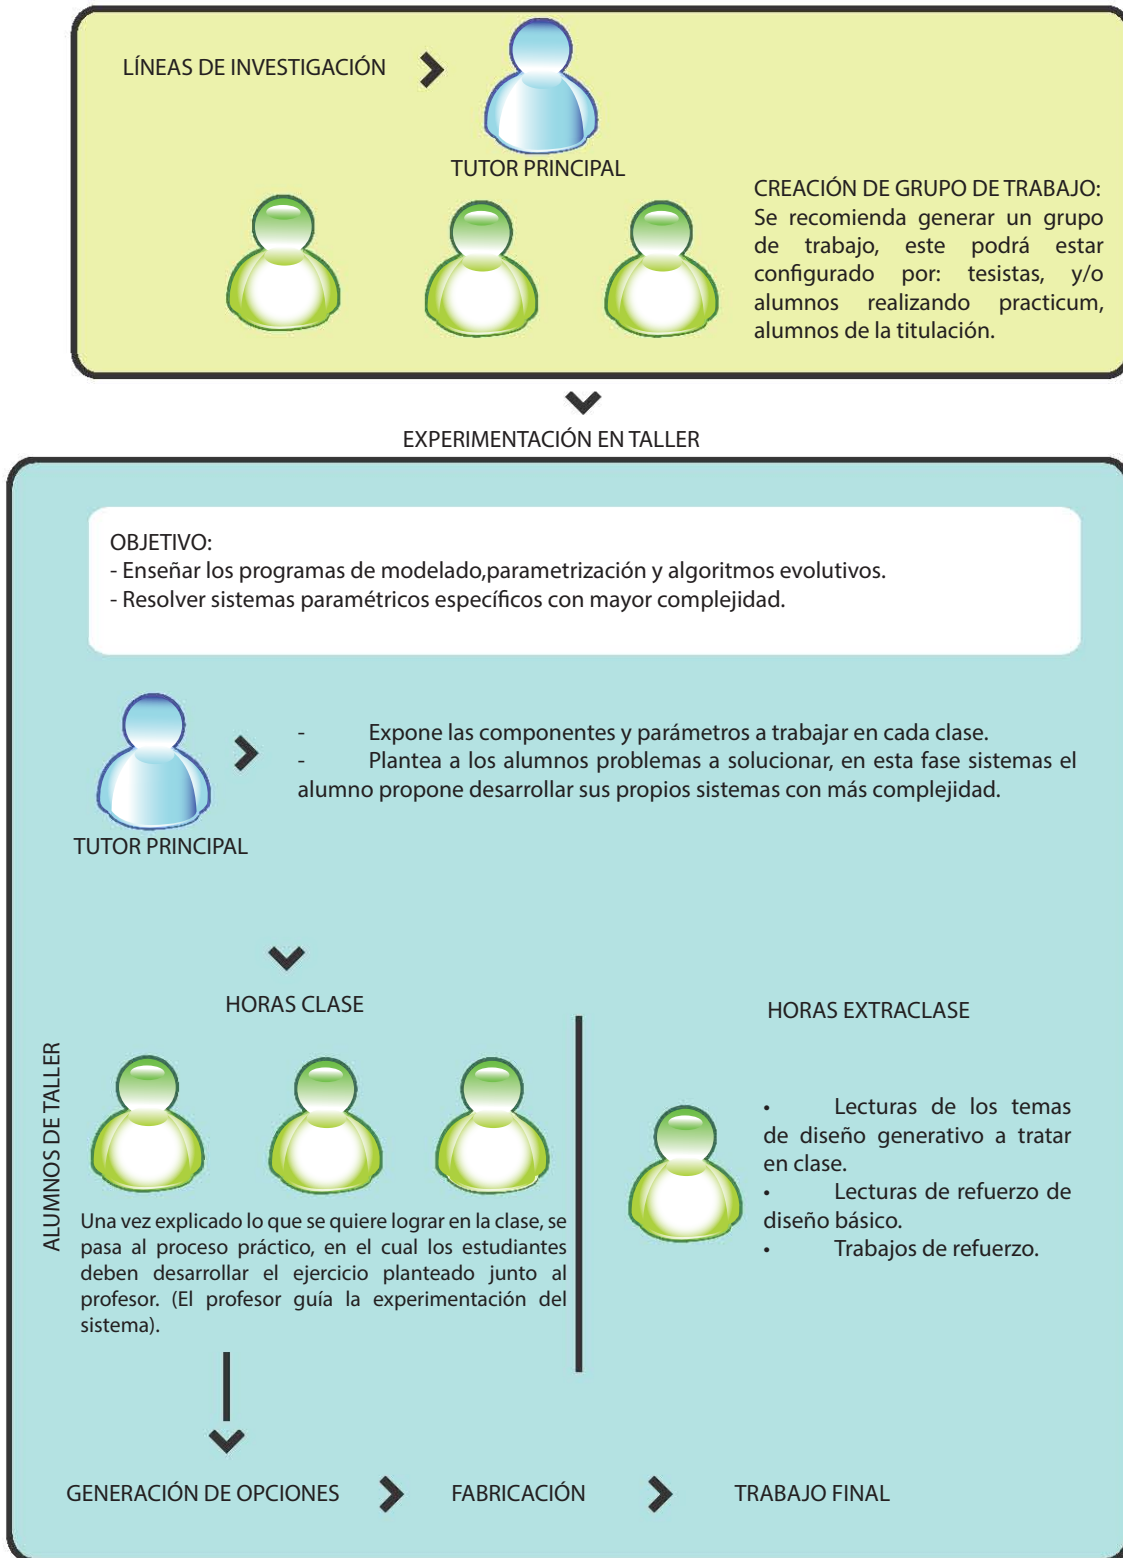 LÍNEAS DE INVESTIGACIÓN
TUTOR PRINCIPAL
CREACIÓN DE GRUPO DE TRABAJO:
Se recomienda generar un grupo
de trabajo, este podrá estar
configurado por: tesistas, y/o
alumnos realizando practicum,
alumnos de la titulación.
EXPERIMENTACIÓN EN TALLER
OBJETIVO:
- Enseñar los programas de modelado,parametrización y algoritmos evolutivos.
- Resolver sistemas paramétricos específicos con mayor complejidad.
- Expone las componentes y parámetros a trabajar en cada clase.
- Plantea a los alumnos problemas a solucionar, en esta fase sistemas el
alumno propone desarrollar sus propios sistemas con más complejidad.
TUTOR PRINCIPAL
HORAS CLASE
ALUMNOS DE TALLER
Una vez explicado lo que se quiere lograr en la clase, se
pasa al proceso práctico, en el cual los estudiantes
deben desarrollar el ejercicio planteado junto al
profesor. (El profesor guía la experimentación del
sistema).
HORAS EXTRACLASE
• Lecturas de los temas
de diseño generativo a tratar
en clase.
• Lecturas de refuerzo de
diseño básico.
• Trabajos de refuerzo.
GENERACIÓN DE OPCIONES
FABRICACIÓN
TRABAJO FINAL